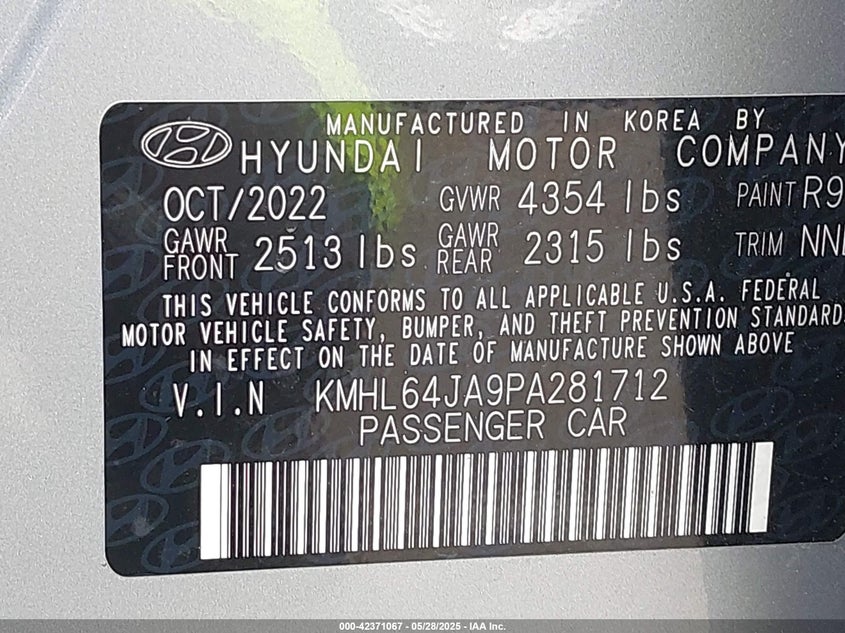 MANUFACTURED IN KOREA BY
HYUNDAI MOTOR COMPANY
OCT/2022 GVWR 4354 lbs PAINT R9
GAWR FRONT 2513 lbs GAWR REAR 2315 lbs TRIM NN
THIS VEHICLE CONFORMS TO ALL APPLICABLE U.S.A. FEDERAL
MOTOR VEHICLE SAFETY, BUMPER, AND THEFT PREVENTION STANDARDS
IN EFFECT ON THE DATE OF MANUFACTURE SHOWN ABOVE
V.I.N KMHL64JA9PA281712
PASSENGER CAR
000-42371067 - 05/28/2025 - IAA Inc.